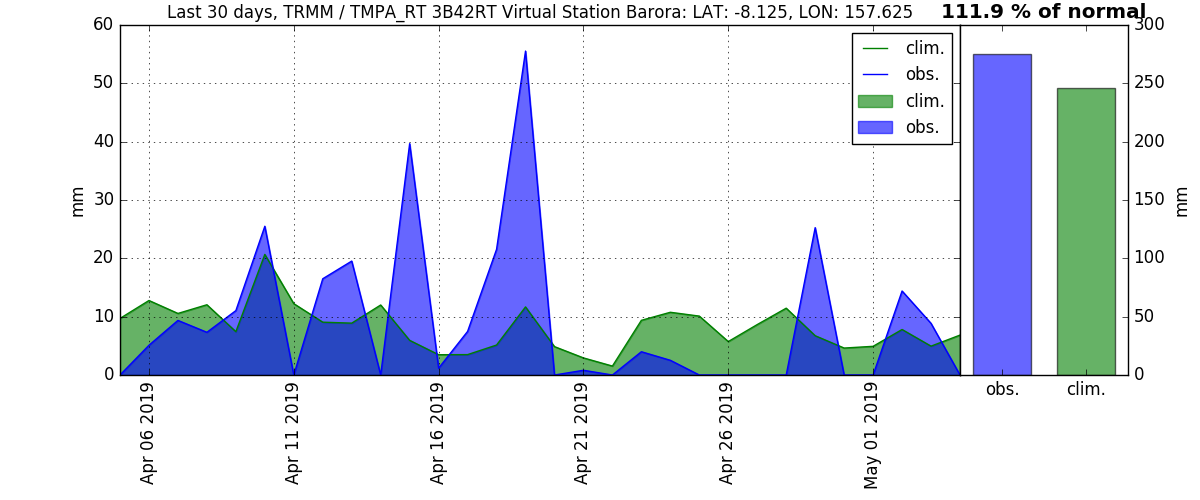 Last 30 days, TRMM / TMPA_RT 3B42RT Virtual Station Barora: LAT: -8.125, LON: 157.625
111.9 % of normal
60
50
40
30
20
10
0
mm
clim.
obs.
clim.
obs.
300
250
200
150
100
50
0
mm
Apr 06 2019
Apr 11 2019
Apr 16 2019
Apr 21 2019
Apr 26 2019
May 01 2019
obs.
clim.